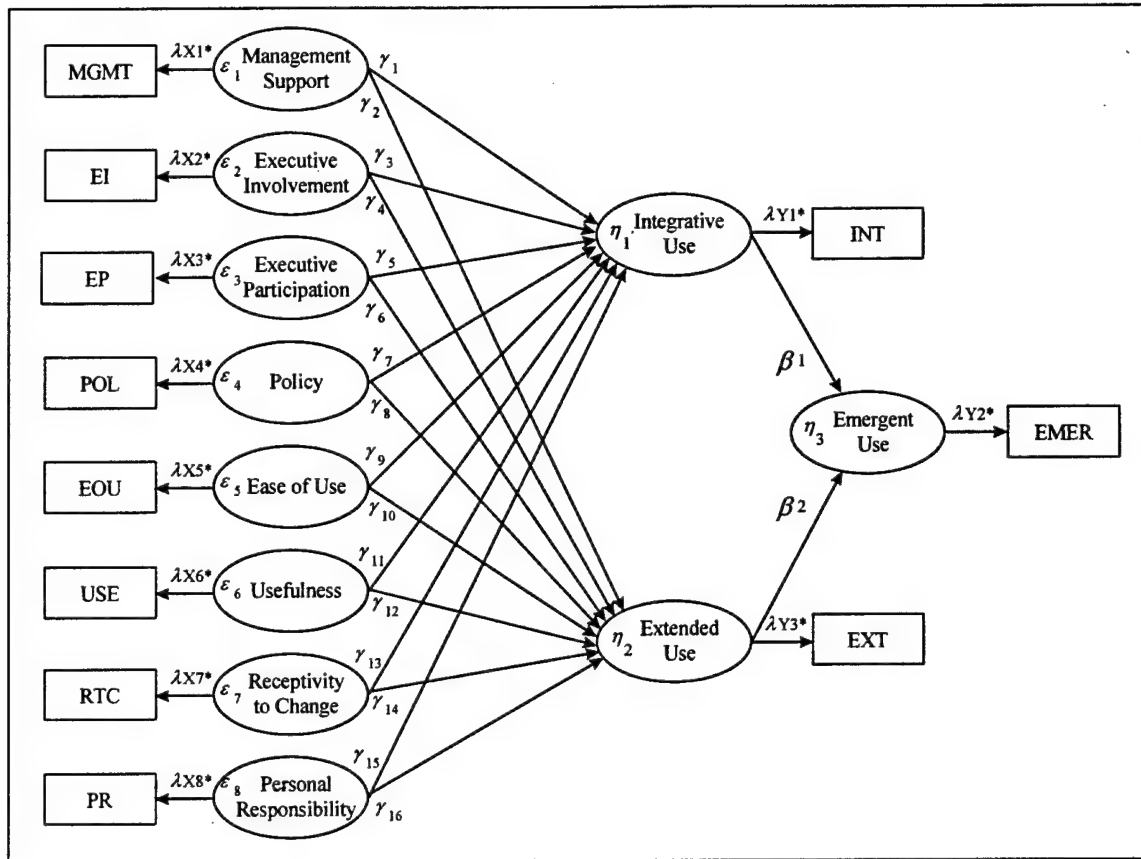 MGMT
λX1*
ε1
Management
Support
γ1
γ2
EI
λX2*
ε2
Executive
Involvement
γ3
γ4
EP
λX3*
ε3
Executive
Participation
γ5
γ6
POL
λX4*
ε4
Policy
γ7
γ8
EOU
λX5*
ε5
Ease of Use
γ9
γ10
USE
λX6*
ε6
Usefulness
γ11
γ12
RTC
λX7*
ε7
Receptivity
to Change
γ13
γ14
PR
λX8*
ε8
Personal
Responsibility
γ15
γ16
η1
Integrative
Use
λY1*
INT
β1
η3
Emergent
Use
λY2*
EMER
β2
η2
Extended
Use
λY3*
EXT